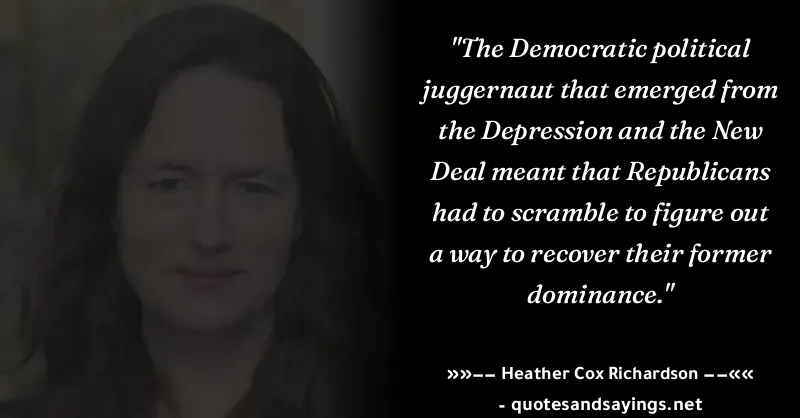 "The Democratic political
juggernaut that emerged from
the Depression and the New
Deal meant that Republicans
had to scramble to figure out
a way to recover their former
dominance."
»»−− Heather Cox Richardson −−««
- quotesandsayings.net